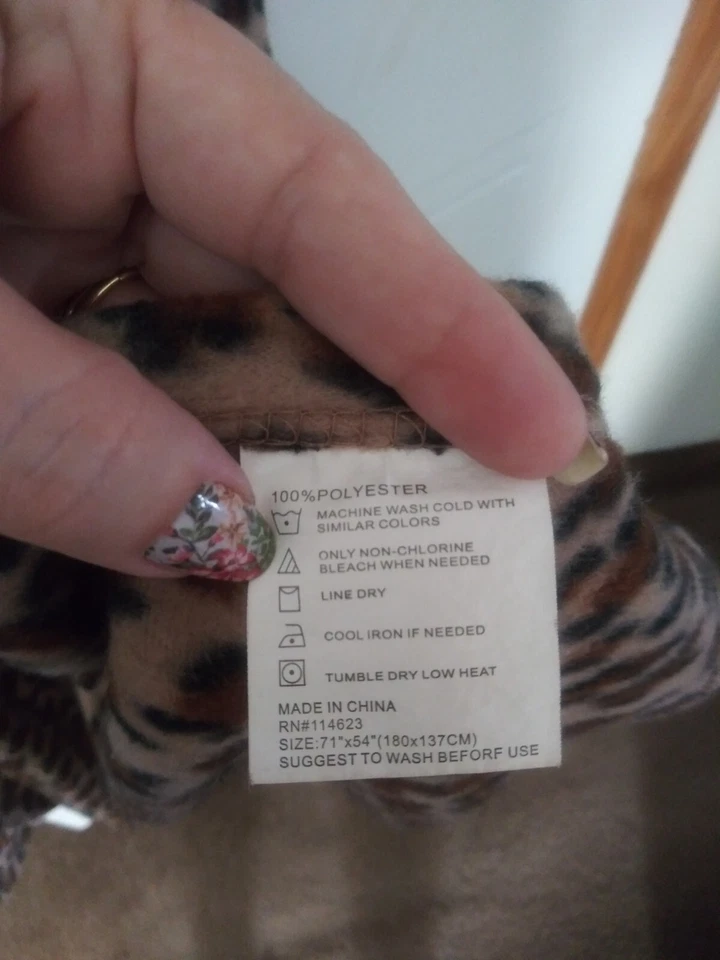 100%POLYESTER
MACHINE WASH COLD WITH
SIMILAR COLORS
ONLY NON-CHLORINE
BLEACH WHEN NEEDED
LINE DRY
COOL IRON IF NEEDED
TUMBLE DRY LOW HEAT
MADE IN CHINA
RN#114623
SIZE:71"x54"(180x137CM)
SUGGEST TO WASH BEFORF USE